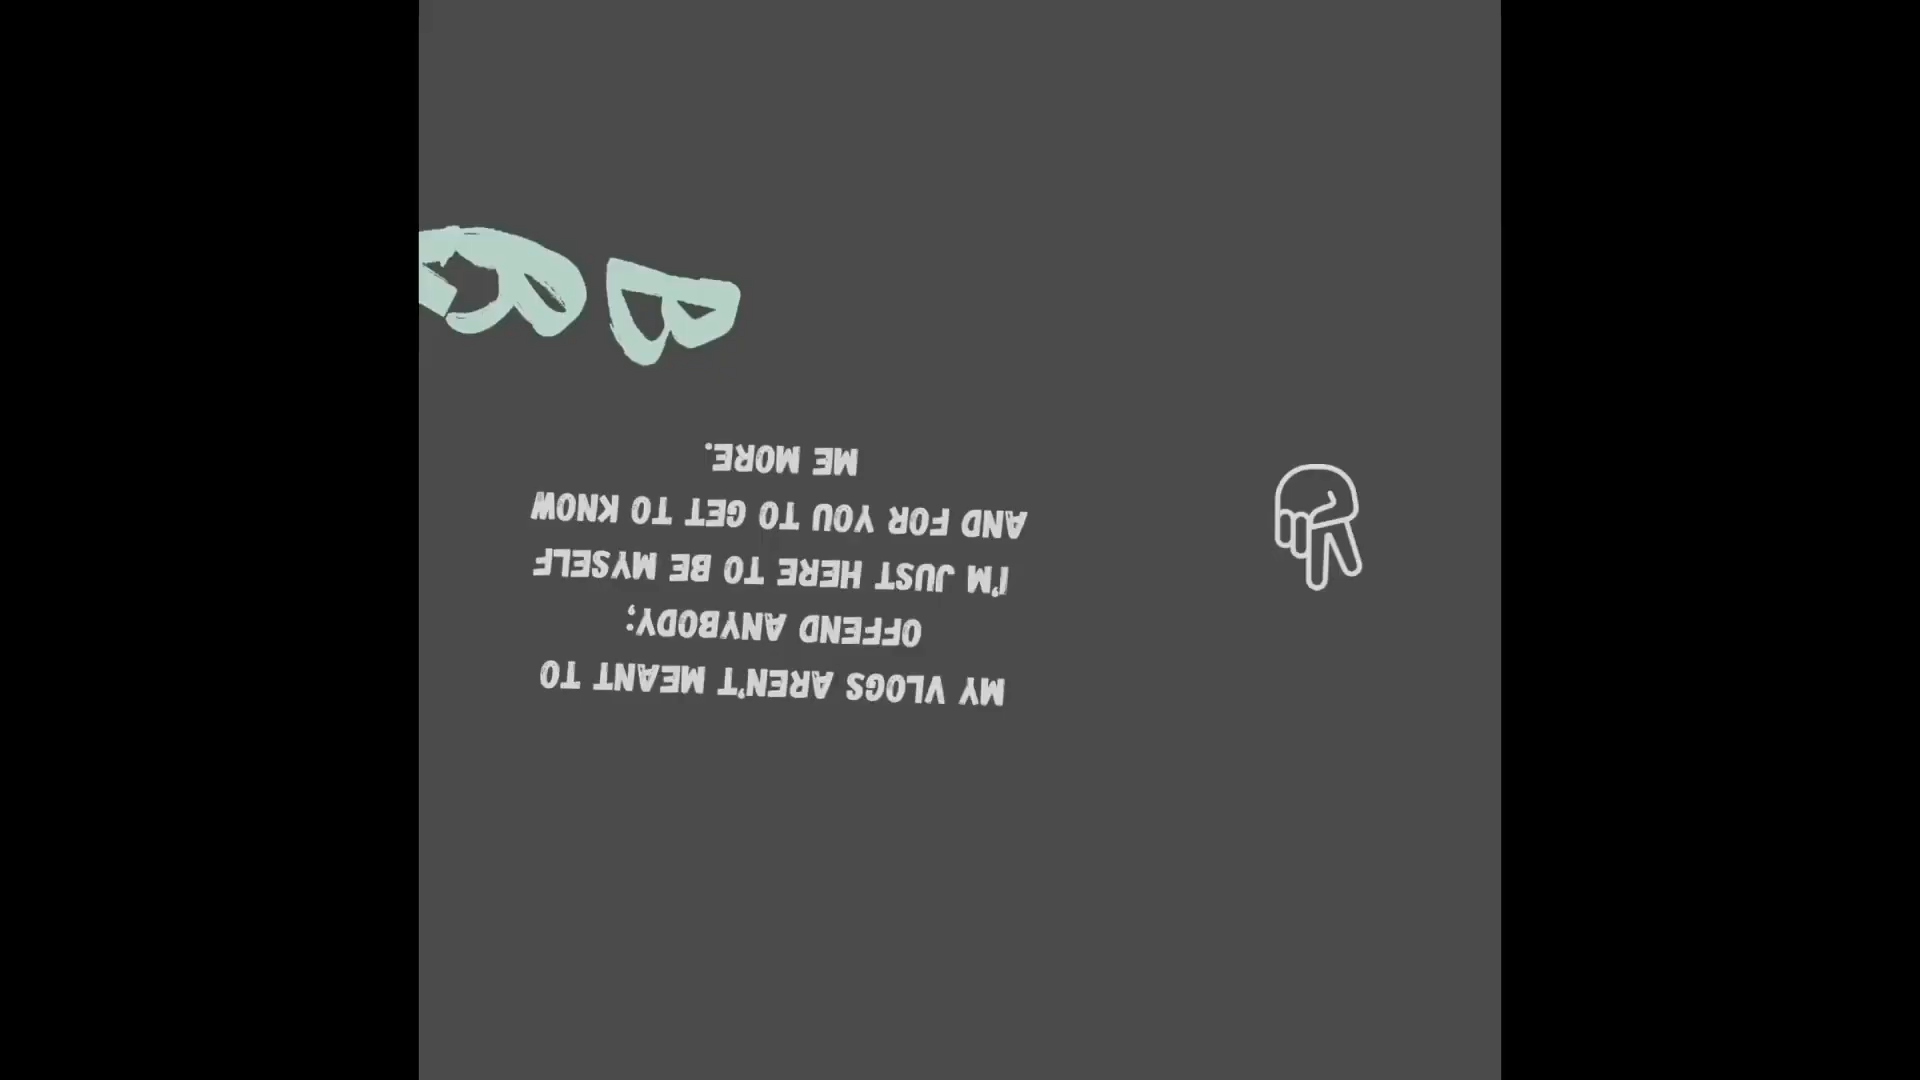 MY VLOGS AREN'T MEANT TO
OFFEND ANYBODY;
I'M JUST HERE TO BE MYSELF
AND FOR YOU TO GET TO KNOW
ME MORE.